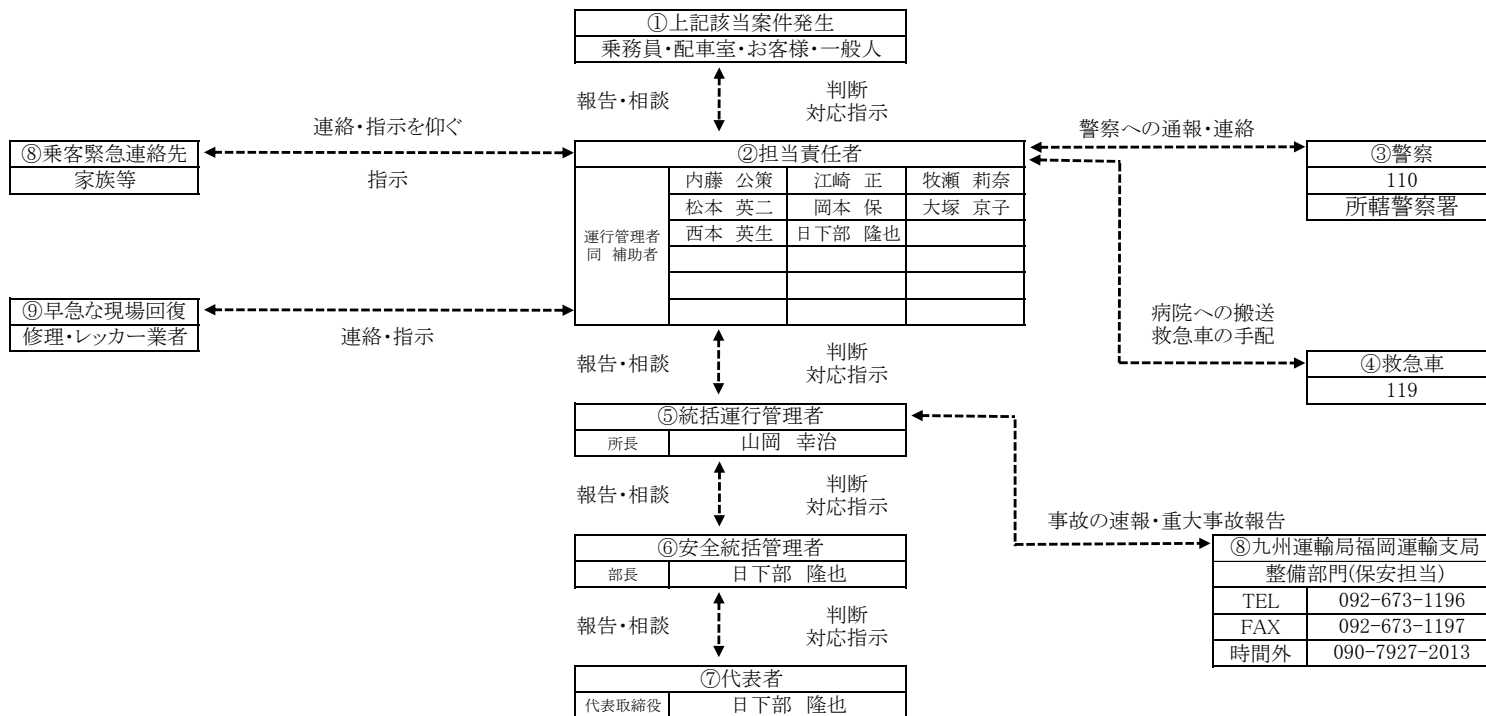 ①上記該当案件発生
乗務員・配車室・お客様・一般人
報告・相談
判断
対応指示
連絡・指示を仰ぐ
警察への通報・連絡
⑧乗客緊急連絡先
家族等
指示
②担当責任者
運行管理者
同 補助者
内藤 公策 江崎 正 牧瀬 莉奈
松本 英二 岡本 保 大塚 京子
西本 英生 日下部 隆也
③警察
110
所轄警察署
⑨早急な現場回復
修理・レッカー業者
連絡・指示
病院への搬送
救急車の手配
④救急車
119
報告・相談
判断
対応指示
⑤統括運行管理者
所長 山岡 幸治
報告・相談
判断
対応指示
事故の速報・重大事故報告
⑥安全統括管理者
部長 日下部 隆也
⑧九州運輸局福岡運輸支局
整備部門(保安担当)
TEL 092-673-1196
FAX 092-673-1197
時間外 090-7927-2013
報告・相談
判断
対応指示
⑦代表者
代表取締役 日下部 隆也